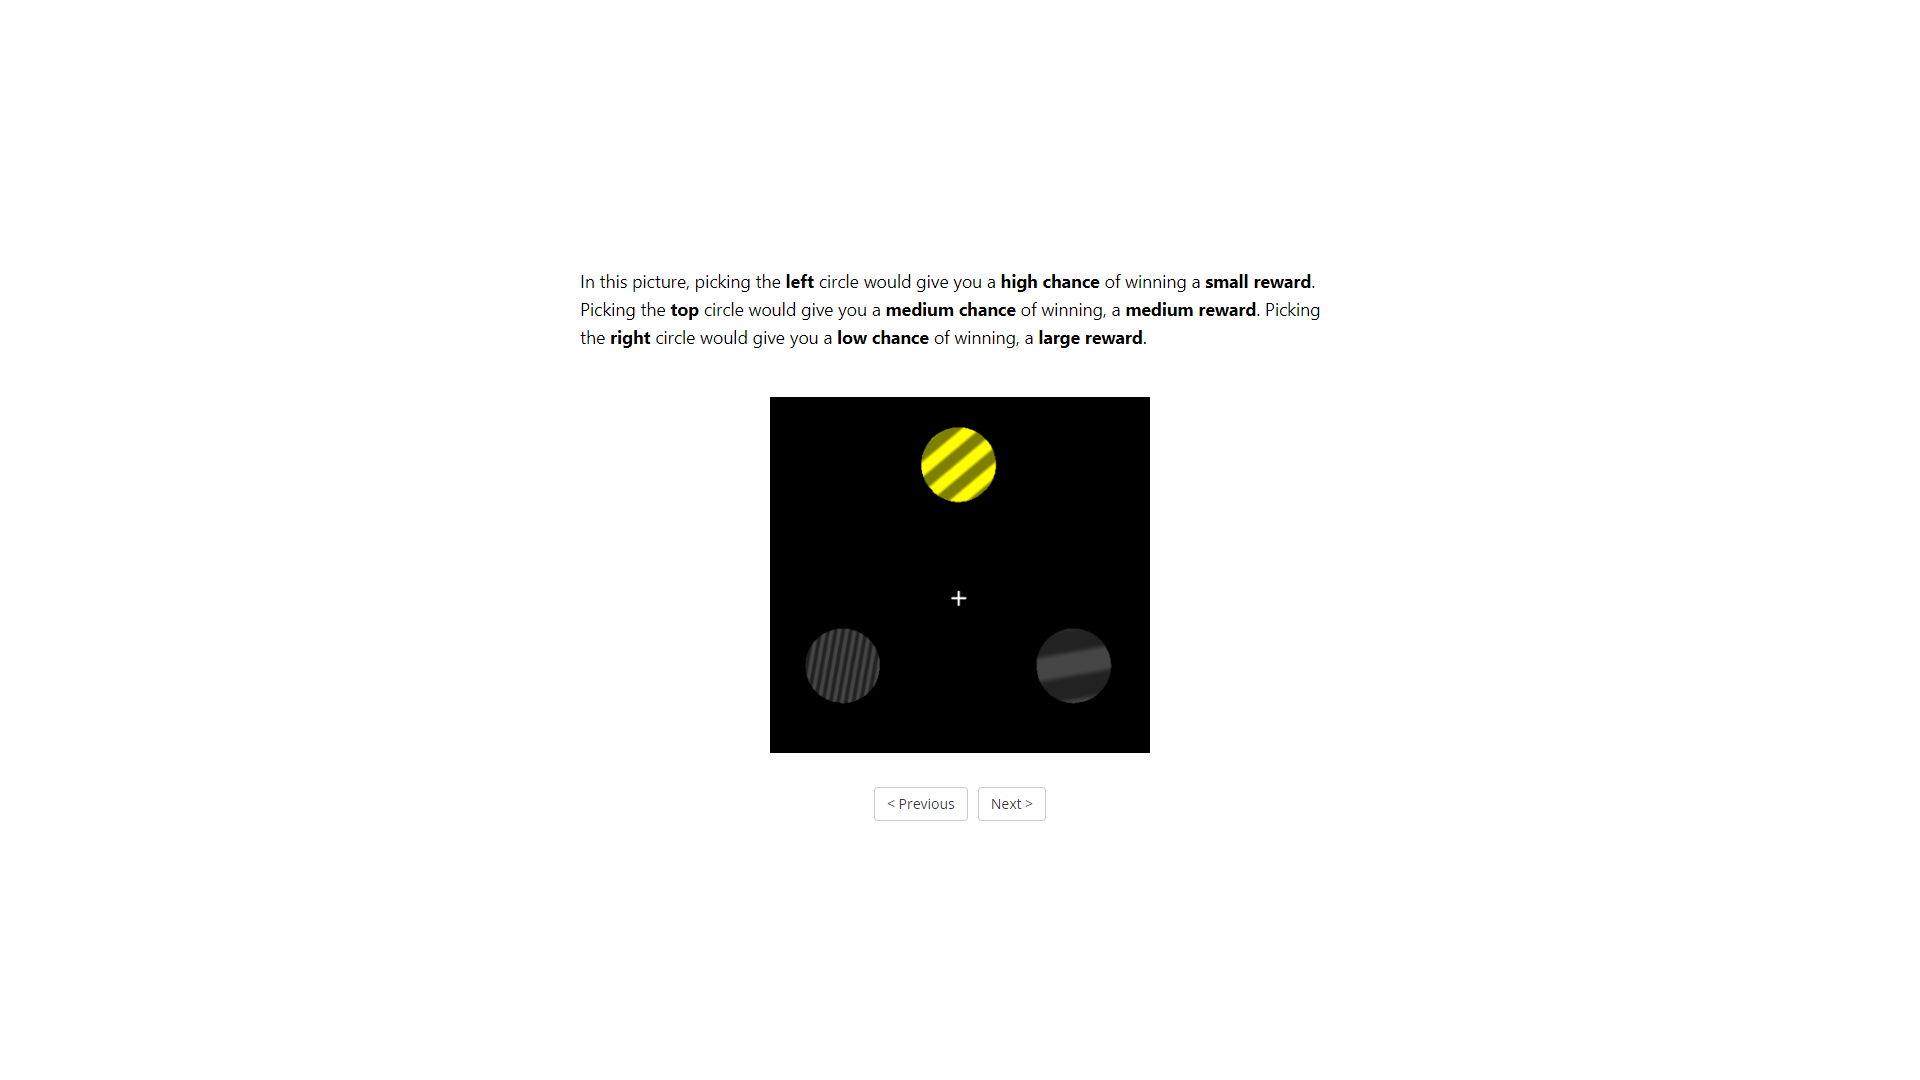 In this picture, picking the left circle would give you a high chance of winning a small reward.
Picking the top circle would give you a medium chance of winning, a medium reward. Picking
the right circle would give you a low chance of winning, a large reward.
< Previous
Next >